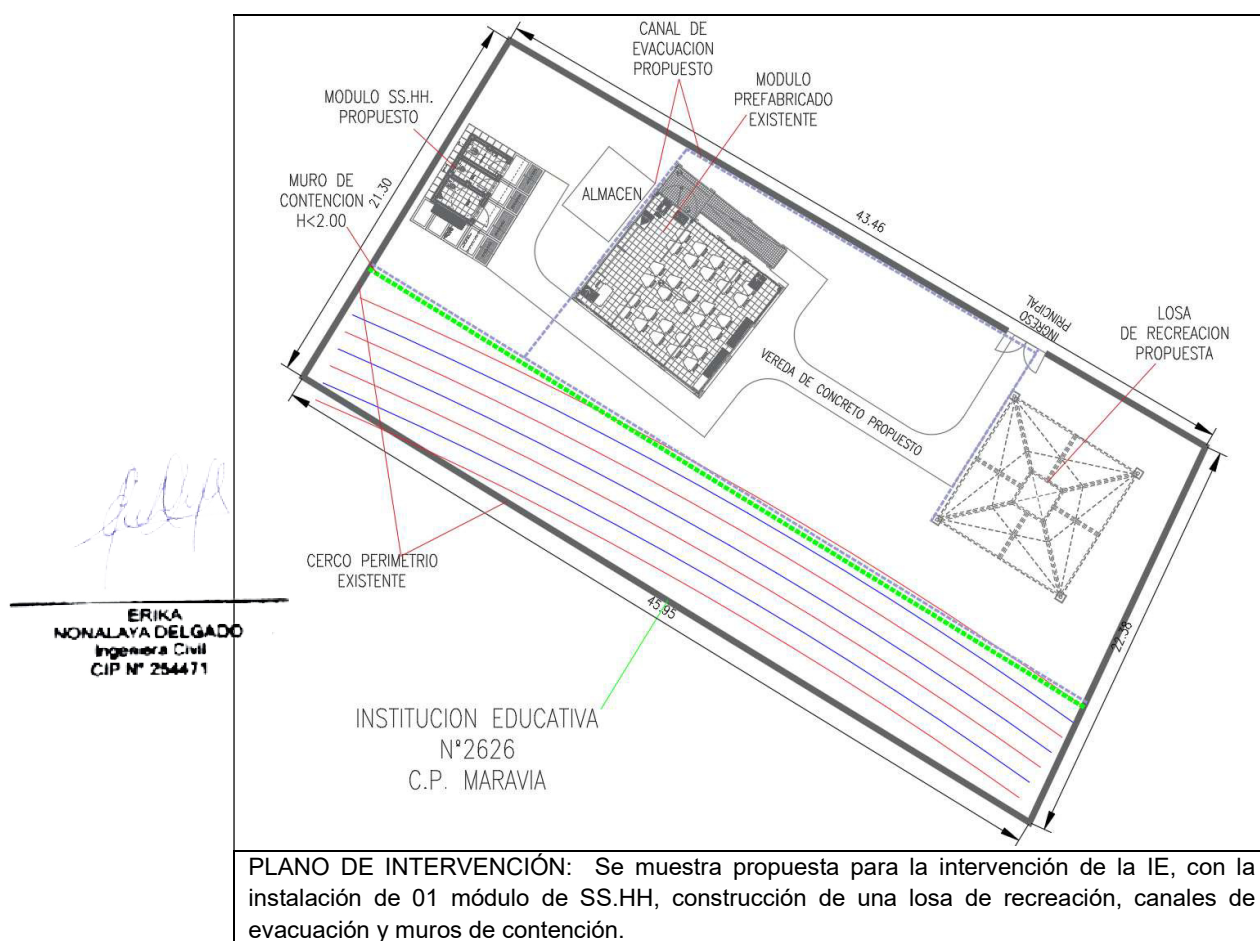 CANAL DE
EVACUACION
PROPUESTO
MODULO
PREFABRICADO
EXISTENTE
MODULO SS.HH.
PROPUESTO
MURO DE
CONTENCION
H<2.00
21.30
ALMACEN
43.46
INGRESO
PRINCIPAL
LOSA
DE RECREACION
PROPUESTA
VEREDA DE CONCRETO PROPUESTO
CERCO PERIMETRIO
EXISTENTE
45.95
22.38
ERIKA
NONALAYA DELGADO
Ingeniera Civil
CIP N° 254471
INSTITUCION EDUCATIVA
N°2626
C.P. MARAVIA
PLANO DE INTERVENCIÓN: Se muestra propuesta para la intervención de la IE, con la
instalación de 01 módulo de SS.HH, construcción de una losa de recreación, canales de
evacuación y muros de contención.